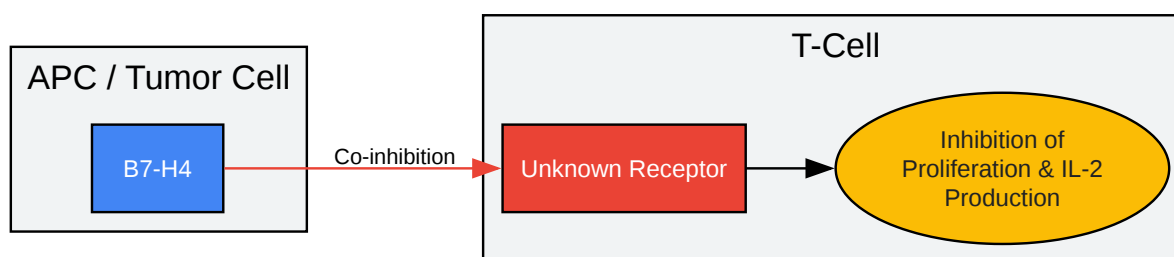 APC / Tumor Cell
B7-H4
Co-inhibition
T-Cell
Unknown Receptor
Inhibition of
Proliferation & IL-2
Production